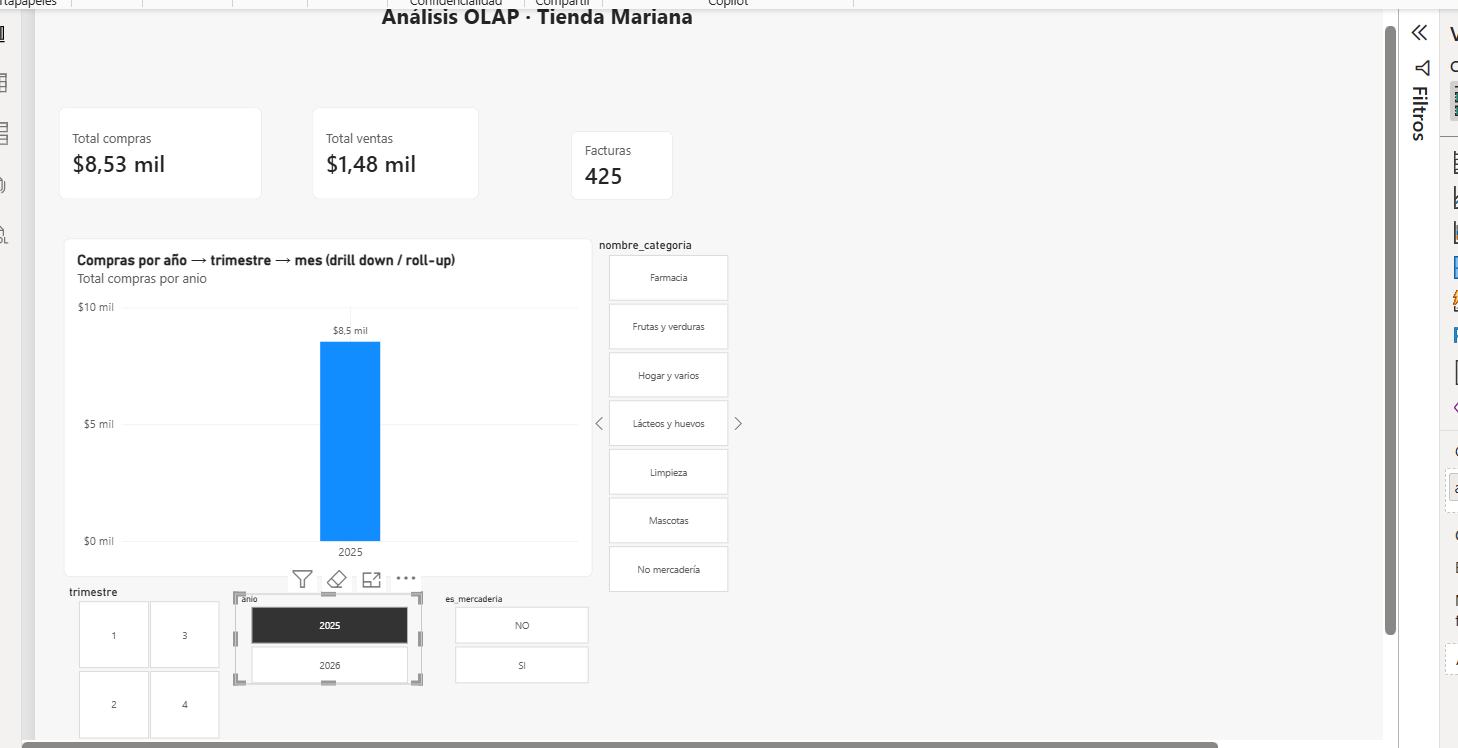 Confidencialidad
Compartir
Copilot
Análisis OLAP · Tienda Mariana
Filtros
Total compras
$8,53 mil
Total ventas
$1,48 mil
Facturas
425
Compras por año → trimestre → mes (drill down / roll-up)
Total compras por anio
$10 mil
$8,5 mil
$5 mil
$0 mil
2025
nombre_categoria
Farmacia
Frutas y verduras
Hogar y varios
Lácteos y huevos
Limpieza
Mascotas
No mercadería
trimestre
1
3
2
4
anio
2025
2026
es_mercaderia
NO
SI